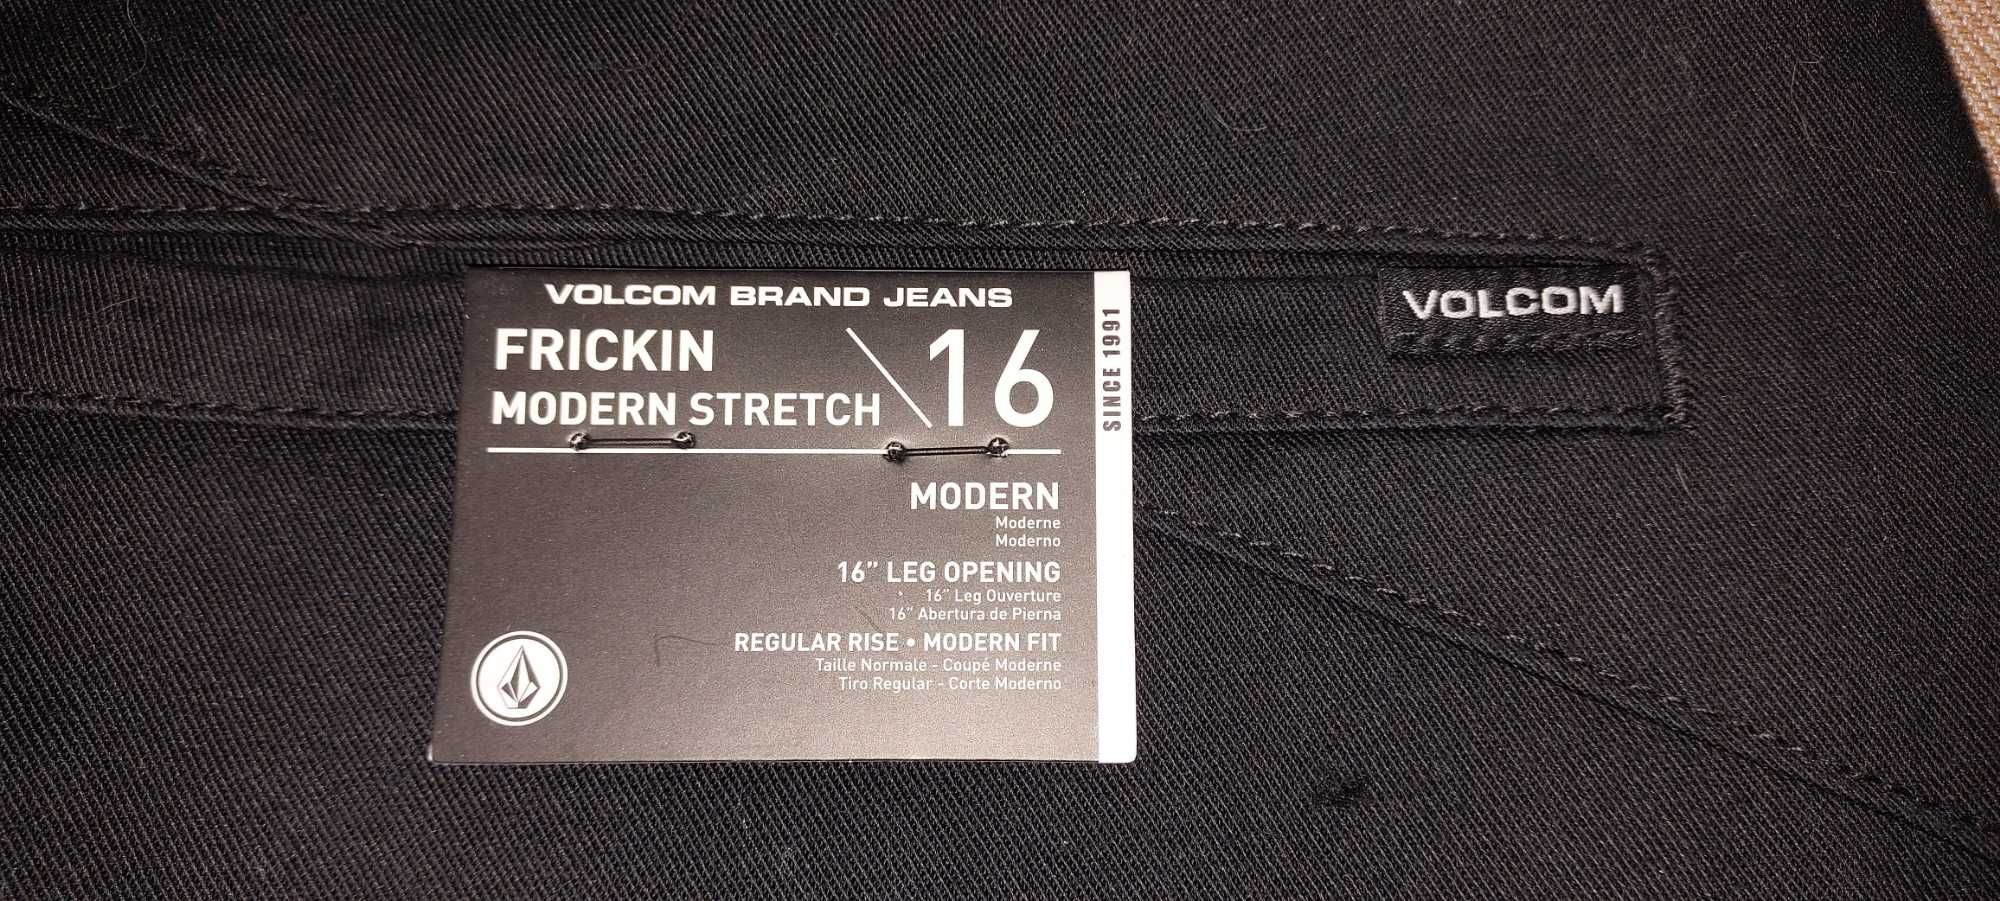 VOLCOM BRAND JEANS
FRICKIN
MODERN STRETCH
16
SINCE 1991
MODERN
Moderne
Moderno
16” LEG OPENING
16” Leg Ouverture
16” Abertura de Pierna
REGULAR RISE • MODERN FIT
Taille Normale - Coupé Moderne
Tiro Regular - Corte Moderno
VOLCOM